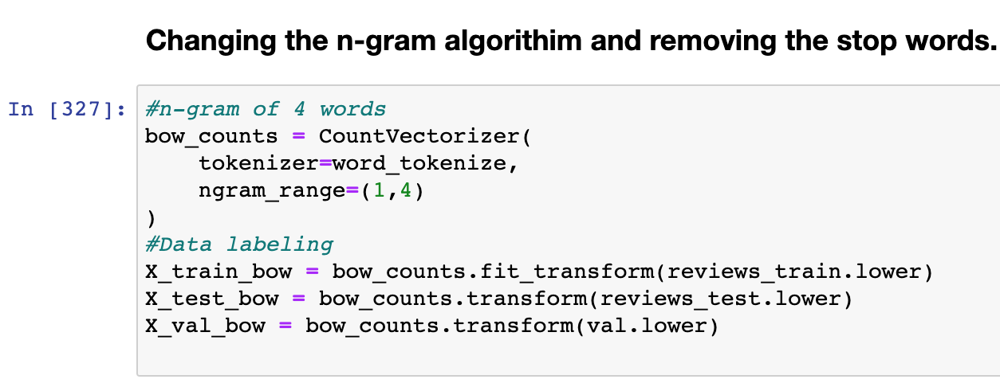 Changing the n-gram algorithim and removing the stop words.
In [327]:
#n-gram of 4 words
bow_counts = CountVectorizer(
    tokenizer=word_tokenize,
    ngram_range=(1,4)
)
#Data labeling
X_train_bow = bow_counts.fit_transform(reviews_train.lower)
X_test_bow = bow_counts.transform(reviews_test.lower)
X_val_bow = bow_counts.transform(val.lower)